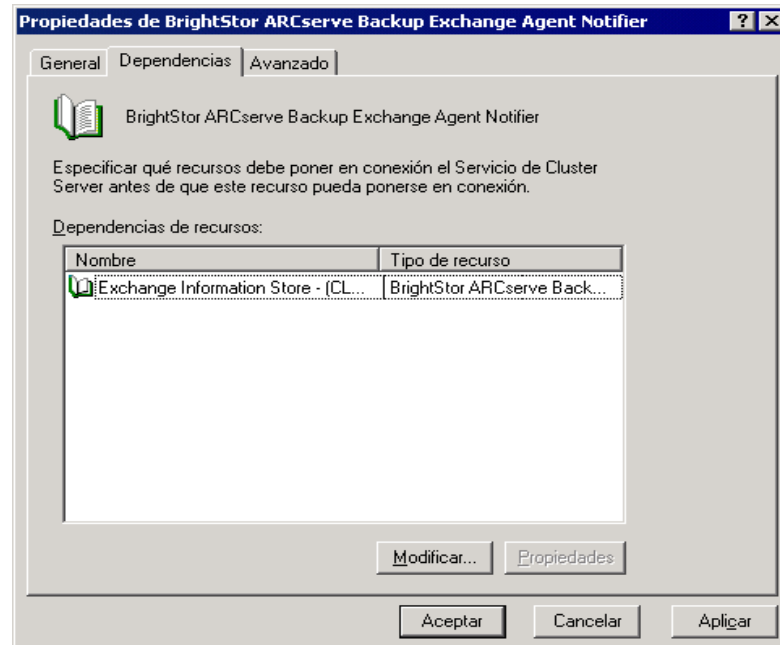 Propiedades de BrightStor ARCserve Backup Exchange Agent Notifier
General Dependencias Avanzado
BrightStor ARCserve Backup Exchange Agent Notifier
Especificar qué recursos debe poner en conexión el Servicio de Cluster
Server antes de que este recurso pueda ponerse en conexión.
Dependencias de recursos:
Nombre Tipo de recurso
Exchange Information Store - (CL... BrightStor ARCserve Back...
Modificar... Propiedades
Aceptar Cancelar Aplicar